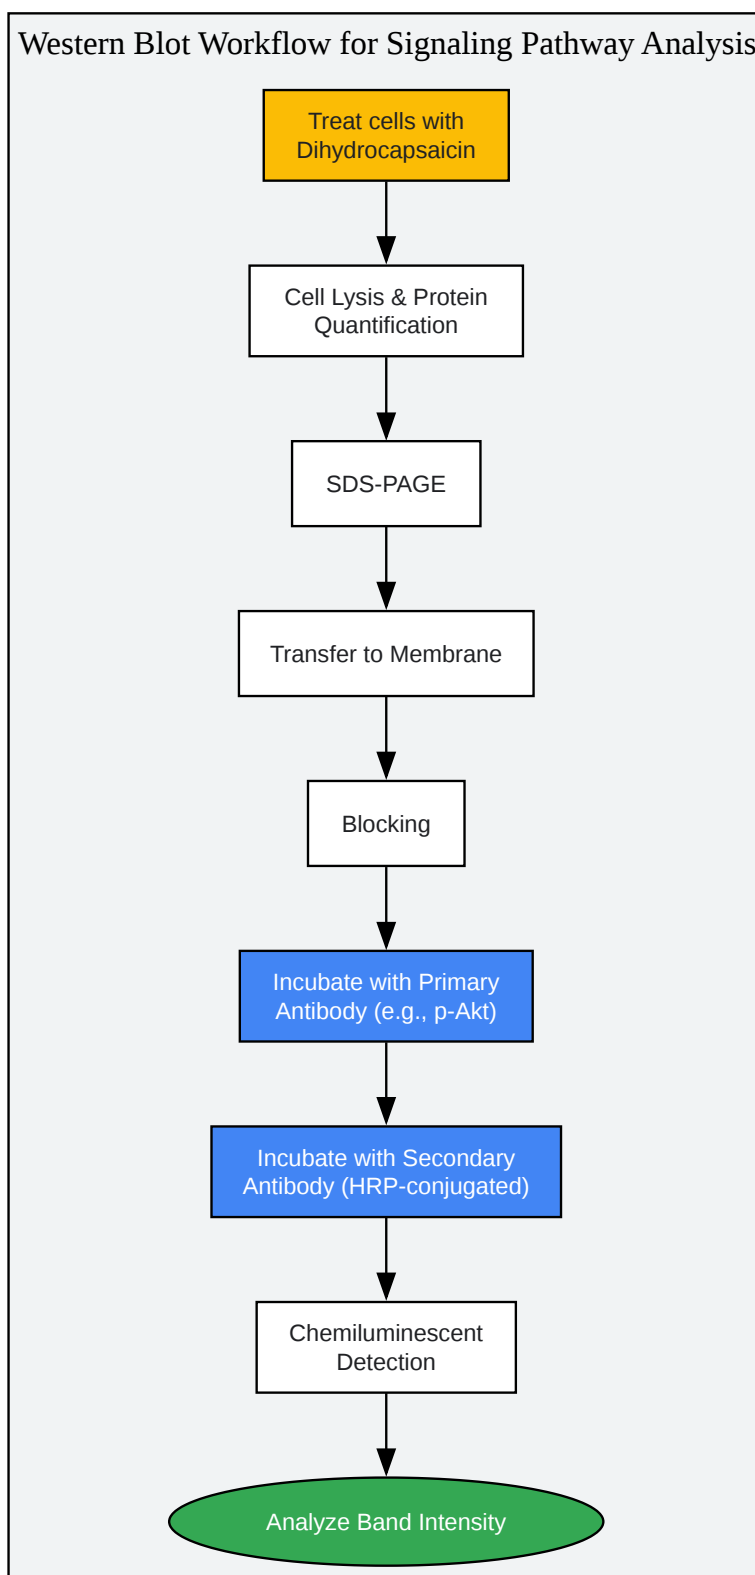 Western Blot Workflow for Signaling Pathway Analysis
Treat cells with
Dihydrocapsaicin
Cell Lysis & Protein
Quantification
SDS-PAGE
Transfer to Membrane
Blocking
Incubate with Primary
Antibody (e.g., p-Akt)
Incubate with Secondary
Antibody (HRP-conjugated)
Chemiluminescent
Detection
Analyze Band Intensity